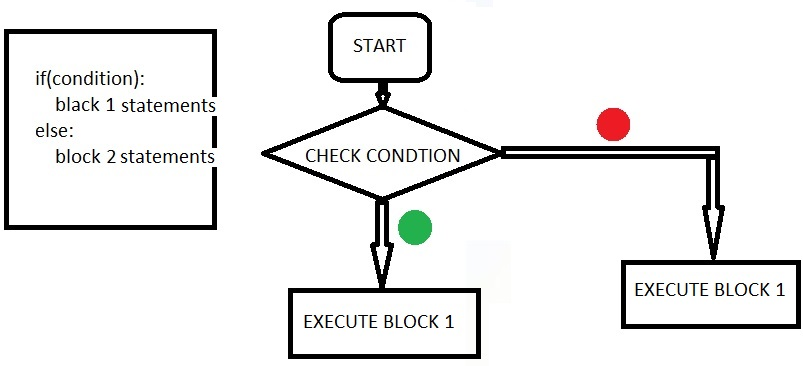 if(condition):
black 1 statements
else:
block 2 statements
START
CHECK CONDTION
EXECUTE BLOCK 1
EXECUTE BLOCK 1